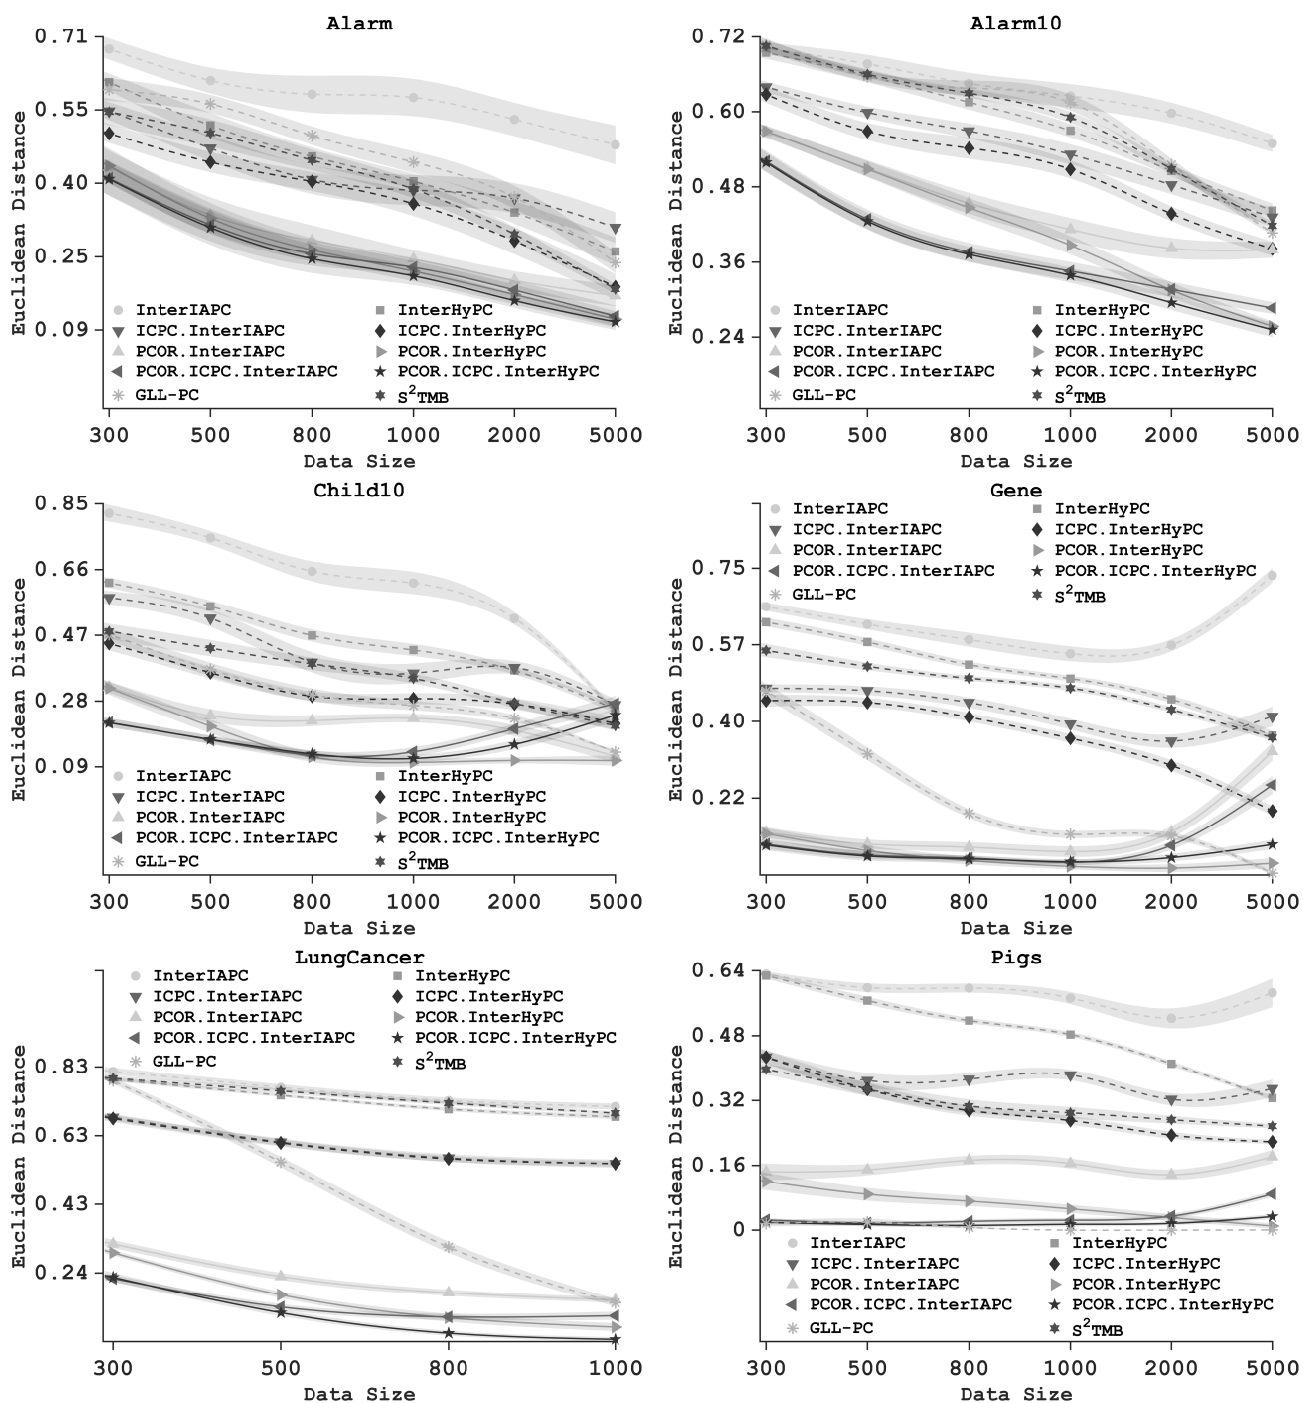 Alarm
0.71
0.55
0.40
0.25
0.09
Euclidean Distance
InterIAPC
InterHyPC
ICPC.InterIAPC
ICPC.InterHyPC
PCOR.InterIAPC
PCOR.InterHyPC
PCOR.ICPC.InterIAPC
PCOR.ICPC.InterHyPC
GLL-PC
S²TMB
300 500 800 1000 2000 5000
Data Size
Alarm10
0.72
0.60
0.48
0.36
0.24
Euclidean Distance
InterIAPC
InterHyPC
ICPC.InterIAPC
ICPC.InterHyPC
PCOR.InterIAPC
PCOR.InterHyPC
PCOR.ICPC.InterIAPC
PCOR.ICPC.InterHyPC
GLL-PC
S²TMB
300 500 800 1000 2000 5000
Data Size
Child10
0.85
0.66
0.47
0.28
0.09
Euclidean Distance
InterIAPC
InterHyPC
ICPC.InterIAPC
ICPC.InterHyPC
PCOR.InterIAPC
PCOR.InterHyPC
PCOR.ICPC.InterIAPC
PCOR.ICPC.InterHyPC
GLL-PC
S²TMB
300 500 800 1000 2000 5000
Data Size
Gene
InterIAPC
InterHyPC
ICPC.InterIAPC
ICPC.InterHyPC
PCOR.InterIAPC
PCOR.InterHyPC
PCOR.ICPC.InterIAPC
PCOR.ICPC.InterHyPC
GLL-PC
S²TMB
0.75
0.57
0.40
0.22
Euclidean Distance
300 500 800 1000 2000 5000
Data Size
LungCancer
InterIAPC
InterHyPC
ICPC.InterIAPC
ICPC.InterHyPC
PCOR.InterIAPC
PCOR.InterHyPC
PCOR.ICPC.InterIAPC
PCOR.ICPC.InterHyPC
GLL-PC
S²TMB
0.83
0.63
0.43
0.24
Euclidean Distance
300 500 800 1000
Data Size
Pigs
0.64
0.48
0.32
0.16
0
Euclidean Distance
InterIAPC
InterHyPC
ICPC.InterIAPC
ICPC.InterHyPC
PCOR.InterIAPC
PCOR.InterHyPC
PCOR.ICPC.InterIAPC
PCOR.ICPC.InterHyPC
GLL-PC
S²TMB
300 500 800 1000 2000 5000
Data Size